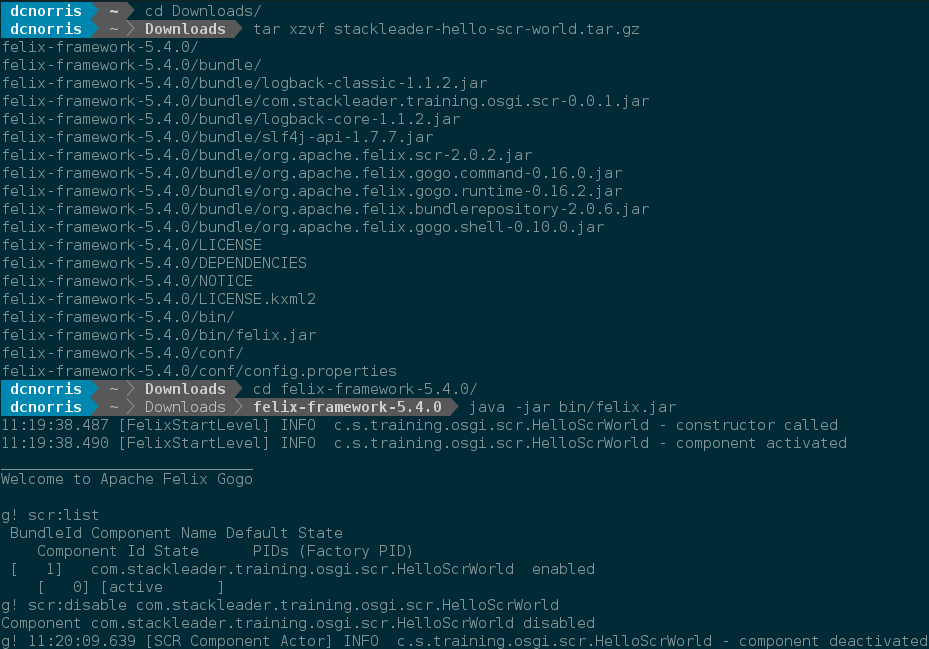 dcnorris ~ cd Downloads/
dcnorris ~ Downloads tar xzvf stackleader-hello-scr-world.tar.gz
felix-framework-5.4.0/
felix-framework-5.4.0/bundle/
felix-framework-5.4.0/bundle/logback-classic-1.1.2.jar
felix-framework-5.4.0/bundle/com.stackleader.training.osgi.scr-0.0.1.jar
felix-framework-5.4.0/bundle/logback-core-1.1.2.jar
felix-framework-5.4.0/bundle/slf4j-api-1.7.7.jar
felix-framework-5.4.0/bundle/org.apache.felix.scr-2.0.2.jar
felix-framework-5.4.0/bundle/org.apache.felix.gogo.command-0.16.0.jar
felix-framework-5.4.0/bundle/org.apache.felix.gogo.runtime-0.16.2.jar
felix-framework-5.4.0/bundle/org.apache.felix.bundlerepository-2.0.6.jar
felix-framework-5.4.0/bundle/org.apache.felix.gogo.shell-0.10.0.jar
felix-framework-5.4.0/LICENSE
felix-framework-5.4.0/DEPENDENCIES
felix-framework-5.4.0/NOTICE
felix-framework-5.4.0/LICENSE.kxml2
felix-framework-5.4.0/bin/
felix-framework-5.4.0/bin/felix.jar
felix-framework-5.4.0/conf/
felix-framework-5.4.0/conf/config.properties
dcnorris ~ Downloads cd felix-framework-5.4.0/
dcnorris ~ Downloads felix-framework-5.4.0 java -jar bin/felix.jar
11:19:38.487 [FelixStartLevel] INFO  c.s.training.osgi.scr.HelloScrWorld - constructor called
11:19:38.490 [FelixStartLevel] INFO  c.s.training.osgi.scr.HelloScrWorld - component activated
____________________________
Welcome to Apache Felix Gogo
g! scr:list
 BundleId Component Name Default State
    Component Id State      PIDs (Factory PID)
 [   1]   com.stackleader.training.osgi.scr.HelloScrWorld  enabled
    [   0] [active      ]
g! scr:disable com.stackleader.training.osgi.scr.HelloScrWorld
Component com.stackleader.training.osgi.scr.HelloScrWorld disabled
g! 11:20:09.639 [SCR Component Actor] INFO  c.s.training.osgi.scr.HelloScrWorld - component deactivated